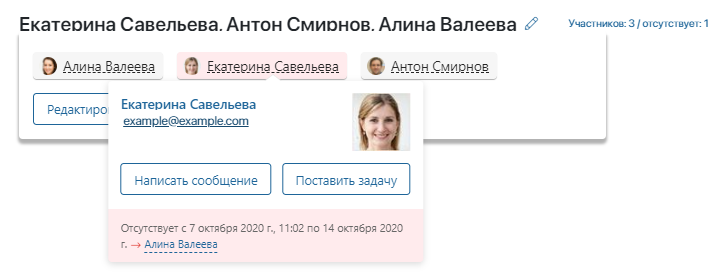 Екатерина Савельева, Антон Смирнов, Алина Валеева
Участников: 3 / отсутствует: 1
Алина Валеева Екатерина Савельева Антон Смирнов
Редактиро
Екатерина Савельева
example@example.com
Написать сообщение Поставить задачу
Отсутствует с 7 октября 2020 г., 11:02 по 14 октября 2020
г. → Алина Валеева